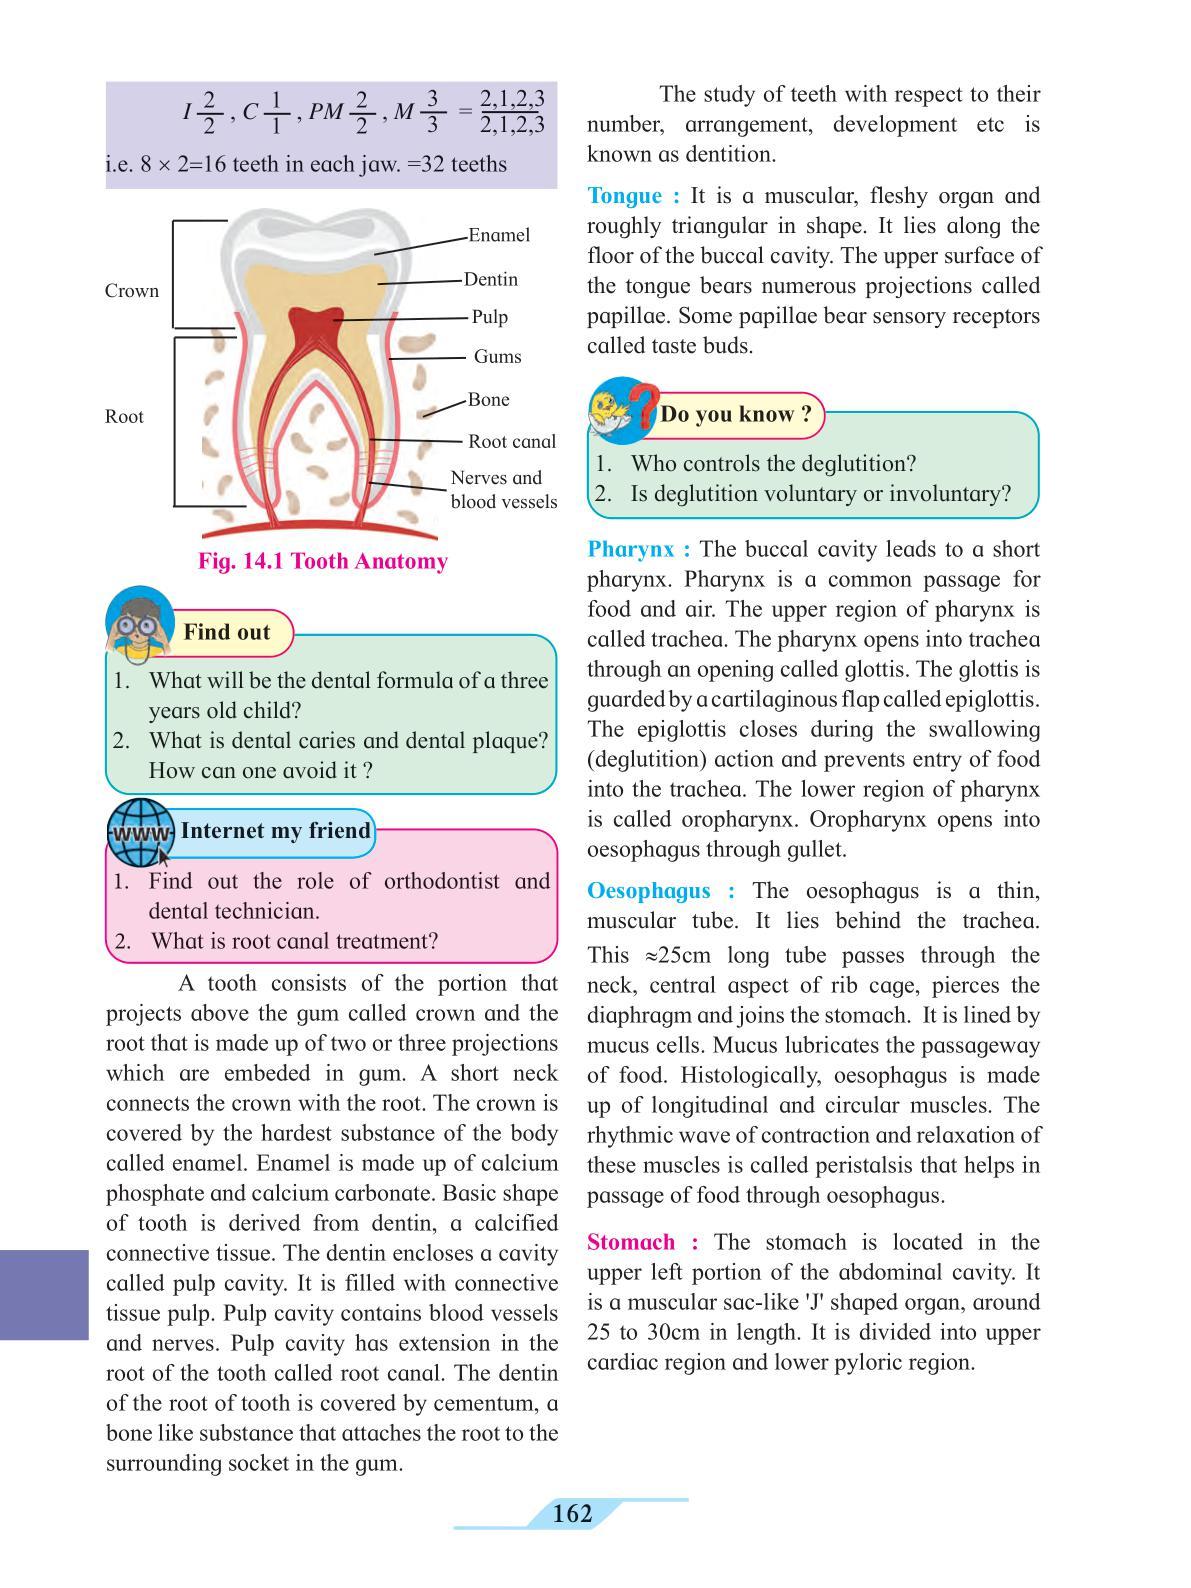 I 2/2 , C 1/1 , PM 2/2 , M 3/3 = 2,1,2,3/2,1,2,3
i.e. 8 × 2=16 teeth in each jaw. =32 teeths
Enamel
Dentin
Crown
Pulp
Gums
Bone
Root
Root canal
Nerves and
blood vessels
Fig. 14.1 Tooth Anatomy
Find out
1. What will be the dental formula of a three
years old child?
2. What is dental caries and dental plaque?
How can one avoid it ?
www
Internet my friend
1. Find out the role of orthodontist and
dental technician.
2. What is root canal treatment?
A tooth consists of the portion that
projects above the gum called crown and the
root that is made up of two or three projections
which are embeded in gum. A short neck
connects the crown with the root. The crown is
covered by the hardest substance of the body
called enamel. Enamel is made up of calcium
phosphate and calcium carbonate. Basic shape
of tooth is derived from dentin, a calcified
connective tissue. The dentin encloses a cavity
called pulp cavity. It is filled with connective
tissue pulp. Pulp cavity contains blood vessels
and nerves. Pulp cavity has extension in the
root of the tooth called root canal. The dentin
of the root of tooth is covered by cementum, a
bone like substance that attaches the root to the
surrounding socket in the gum.
The study of teeth with respect to their
number, arrangement, development etc is
known as dentition.
Tongue : It is a muscular, fleshy organ and
roughly triangular in shape. It lies along the
floor of the buccal cavity. The upper surface of
the tongue bears numerous projections called
papillae. Some papillae bear sensory receptors
called taste buds.
Do you know ?
1. Who controls the deglutition?
2. Is deglutition voluntary or involuntary?
Pharynx : The buccal cavity leads to a short
pharynx. Pharynx is a common passage for
food and air. The upper region of pharynx is
called trachea. The pharynx opens into trachea
through an opening called glottis. The glottis is
guarded by a cartilaginous flap called epiglottis.
The epiglottis closes during the swallowing
(deglutition) action and prevents entry of food
into the trachea. The lower region of pharynx
is called oropharynx. Oropharynx opens into
oesophagus through gullet.
Oesophagus : The oesophagus is a thin,
muscular tube. It lies behind the trachea.
This ≈25cm long tube passes through the
neck, central aspect of rib cage, pierces the
diaphragm and joins the stomach. It is lined by
mucus cells. Mucus lubricates the passageway
of food. Histologically, oesophagus is made
up of longitudinal and circular muscles. The
rhythmic wave of contraction and relaxation of
these muscles is called peristalsis that helps in
passage of food through oesophagus.
Stomach : The stomach is located in the
upper left portion of the abdominal cavity. It
is a muscular sac-like 'J' shaped organ, around
25 to 30cm in length. It is divided into upper
cardiac region and lower pyloric region.
162